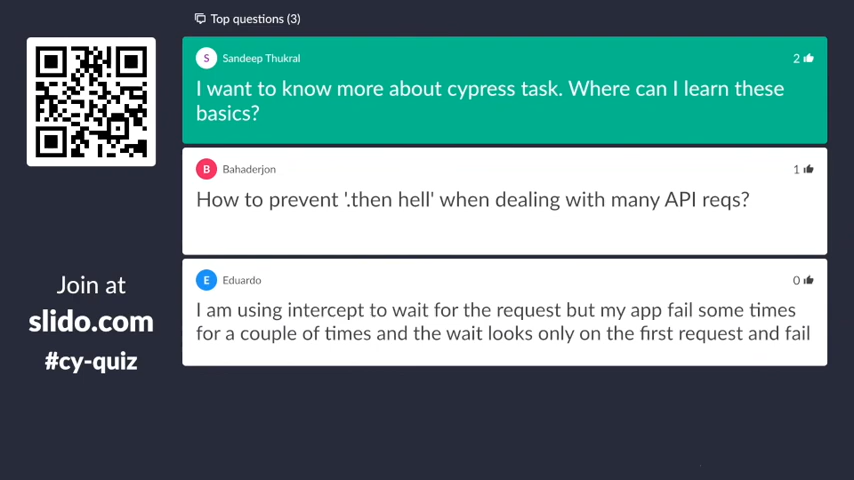 Top questions (3)
S Sandeep Thukral 2
I want to know more about cypress task. Where can I learn these
basics?
B Bahaderjon 1
How to prevent '.then hell' when dealing with many API reqs?
E Eduardo 0
I am using intercept to wait for the request but my app fail some times
for a couple of times and the wait looks only on the first request and fail
Join at
slido.com
#cy-quiz